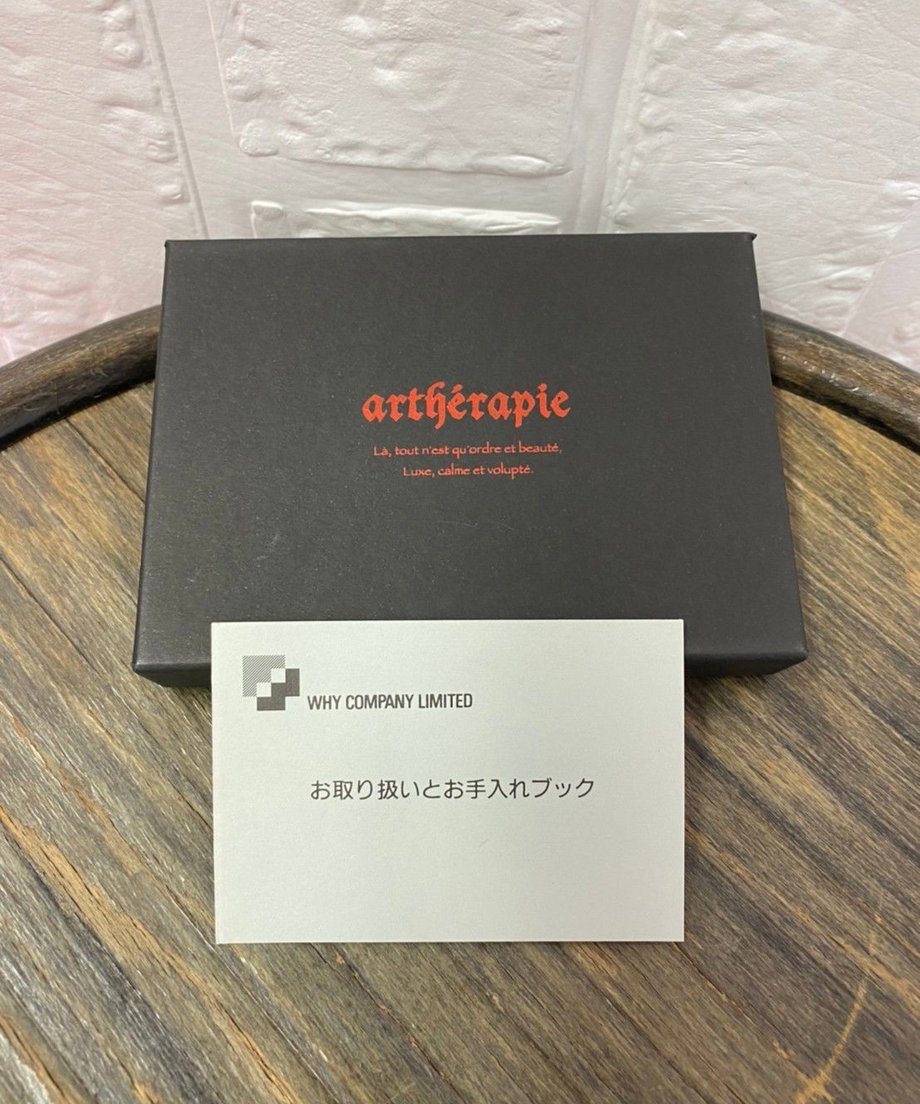 arthérapie
Là, tout n'est qu'ordre et beauté,
Luxe, calme et volupté.
WHY COMPANY LIMITED
お取り扱いとお手入れブック